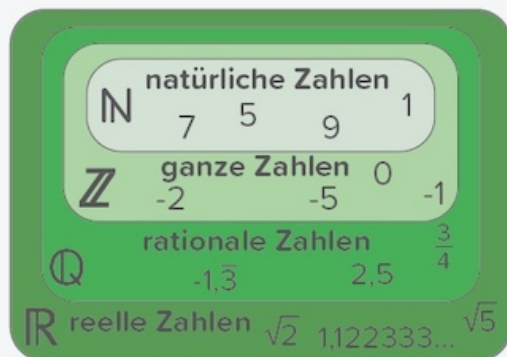 natürliche Zahlen
ℕ 7 5 9 1
ganze Zahlen 0
ℤ -2 -5 -1
rationale Zahlen 3/4
ℚ -1,3̅ 2,5
ℝ reelle Zahlen √2 1,122333... √5